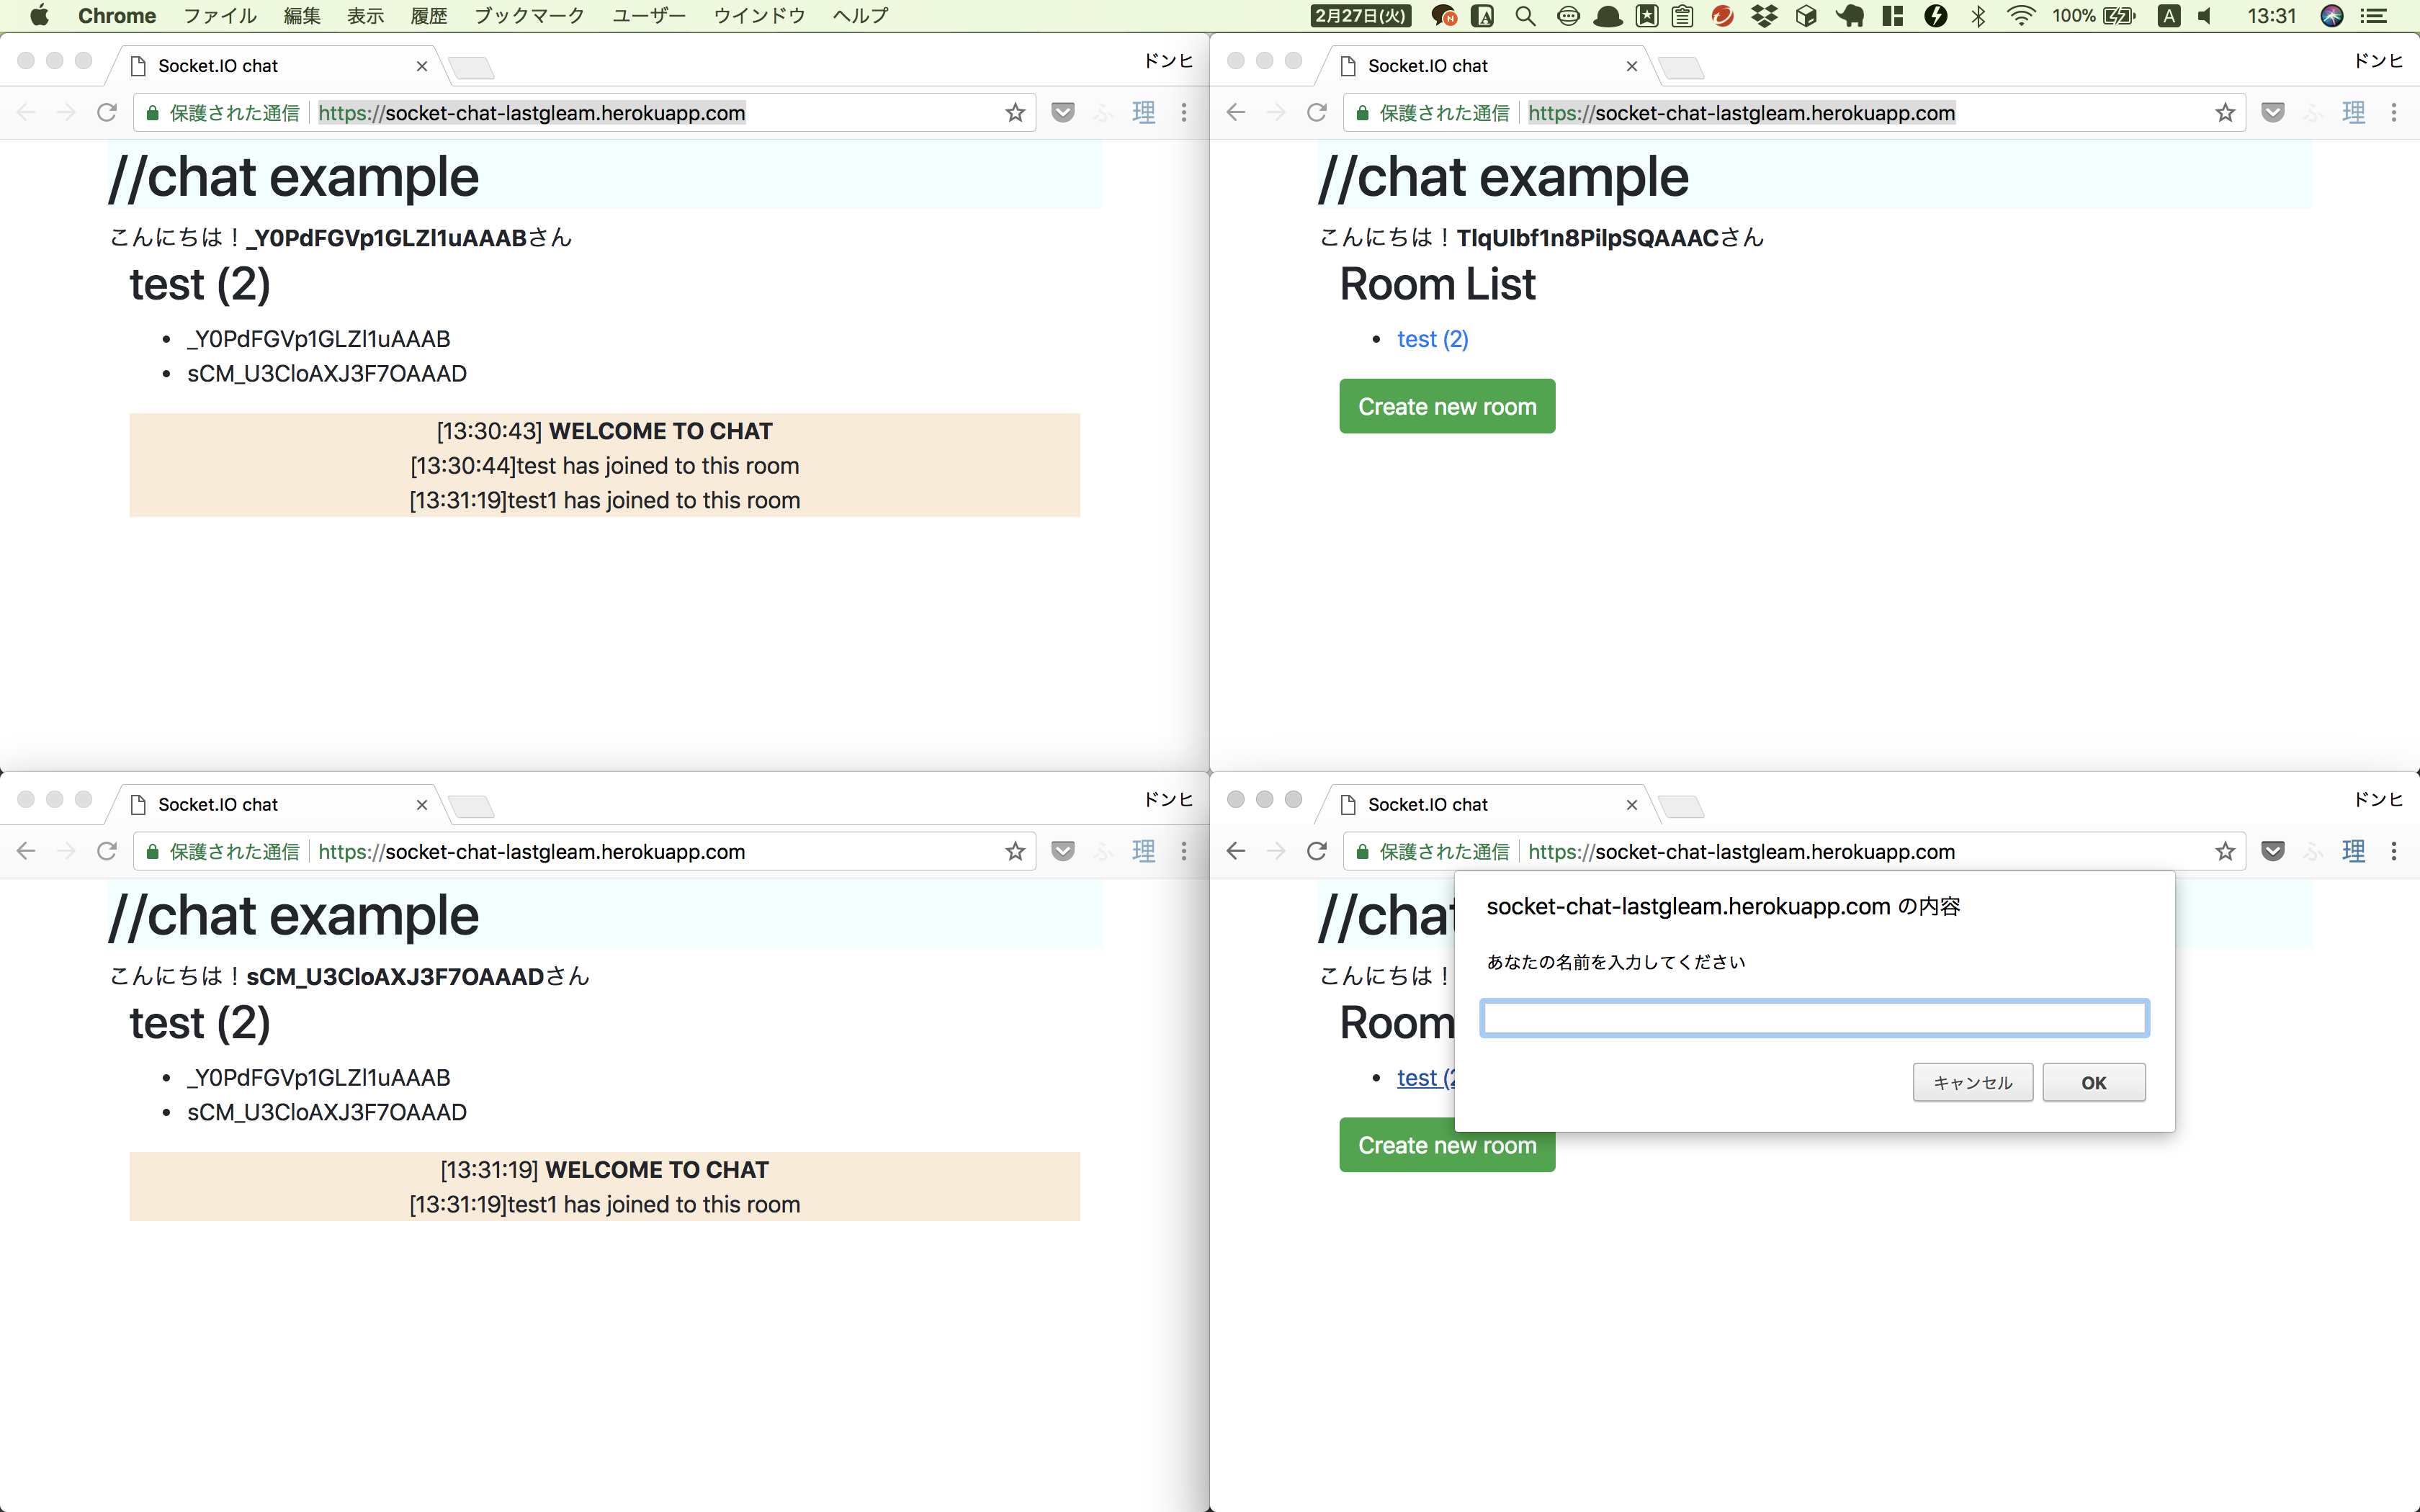 Chrome ファイル 編集 表示 履歴 ブックマーク ユーザー ウインドウ ヘルプ 2月27日(火) 100% A 13:31
Socket.IO chat ドンヒ
保護された通信 https://socket-chat-lastgleam.herokuapp.com
//chat example
こんにちは！_Y0PdFGVp1GLZl1uAAABさん
test (2)
_Y0PdFGVp1GLZl1uAAAB
sCM_U3CloAXJ3F7OAAAD
[13:30:43] WELCOME TO CHAT
[13:30:44]test has joined to this room
[13:31:19]test1 has joined to this room
Socket.IO chat ドンヒ
保護された通信 https://socket-chat-lastgleam.herokuapp.com
//chat example
こんにちは！TlqUlbf1n8PilpSQAAACさん
Room List
test (2)
Create new room
Socket.IO chat ドンヒ
保護された通信 https://socket-chat-lastgleam.herokuapp.com
//chat example
こんにちは！sCM_U3CloAXJ3F7OAAADさん
test (2)
_Y0PdFGVp1GLZl1uAAAB
sCM_U3CloAXJ3F7OAAAD
[13:31:19] WELCOME TO CHAT
[13:31:19]test1 has joined to this room
Socket.IO chat ドンヒ
保護された通信 https://socket-chat-lastgleam.herokuapp.com
//chat
こんにちは！
Room
test (2
Create new room
socket-chat-lastgleam.herokuapp.com の内容
あなたの名前を入力してください
キャンセル OK